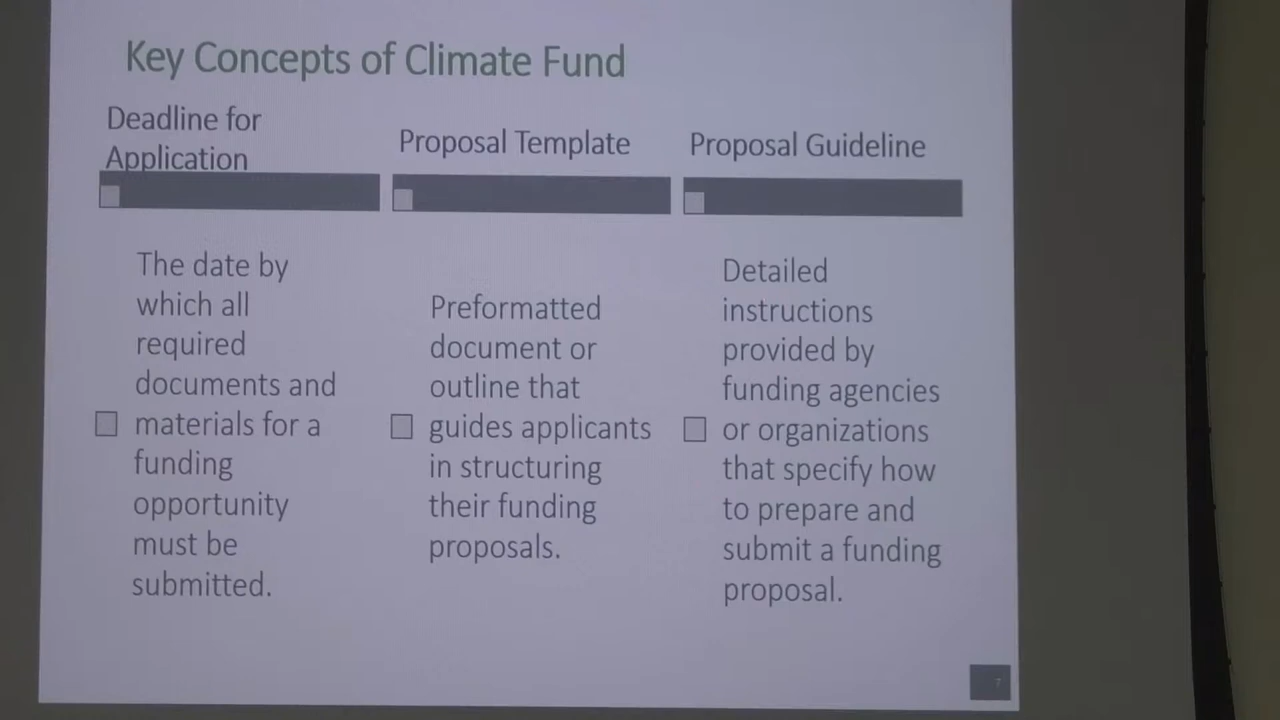 Key Concepts of Climate Fund
Deadline for
Application
The date by
which all
required
documents and
materials for a
funding
opportunity
must be
submitted.
Proposal Template
Preformatted
document or
outline that
guides applicants
in structuring
their funding
proposals.
Proposal Guideline
Detailed
instructions
provided by
funding agencies
or organizations
that specify how
to prepare and
submit a funding
proposal.
7